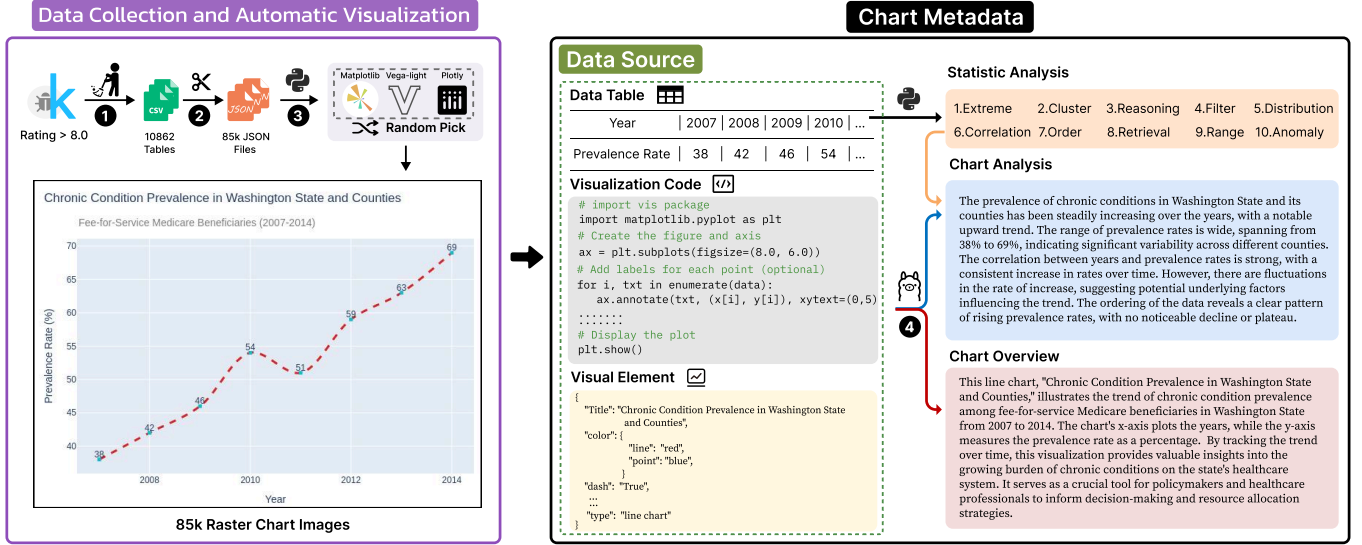 Data Collection and Automatic Visualization
k
Rating > 8.0
1
CSV
10862
Tables
2
JSON
85k JSON
Files
3
Matplotlib
Vega-light
Plotly
Random Pick
Chronic Condition Prevalence in Washington State and Counties
Fee-for-Service Medicare Beneficiaries (2007-2014)
Prevalence Rate (%)
70
65
60
55
50
45
40
38
42
46
54
51
59
63
69
2008
2010
2012
2014
Year
85k Raster Chart Images
Chart Metadata
Data Source
Data Table
Year | 2007 | 2008 | 2009 | 2010 | ...
Prevalence Rate | 38 | 42 | 46 | 54 | ...
Visualization Code </>
# import vis package
import matplotlib.pyplot as plt
# Create the figure and axis
ax = plt.subplots(figsize=(8.0, 6.0))
# Add labels for each point (optional)
for i, txt in enumerate(data):
ax.annotate(txt, (x[i], y[i]), xytext=(0,5)
.......
.......
# Display the plot
plt.show()
Visual Element
{
"Title": "Chronic Condition Prevalence in Washington State
and Counties",
"color": {
"line": "red",
"point": "blue",
}
"dash": "True",
...
...
"type": "line chart"
}
4
Statistic Analysis
1.Extreme 2.Cluster 3.Reasoning 4.Filter 5.Distribution
6.Correlation 7.Order 8.Retrieval 9.Range 10.Anomaly
Chart Analysis
The prevalence of chronic conditions in Washington State and its
counties has been steadily increasing over the years, with a notable
upward trend. The range of prevalence rates is wide, spanning from
38% to 69%, indicating significant variability across different counties.
The correlation between years and prevalence rates is strong, with a
consistent increase in rates over time. However, there are fluctuations
in the rate of increase, suggesting potential underlying factors
influencing the trend. The ordering of the data reveals a clear pattern
of rising prevalence rates, with no noticeable decline or plateau.
Chart Overview
This line chart, "Chronic Condition Prevalence in Washington State
and Counties," illustrates the trend of chronic condition prevalence
among fee-for-service Medicare beneficiaries in Washington State
from 2007 to 2014. The chart's x-axis plots the years, while the y-axis
measures the prevalence rate as a percentage. By tracking the trend
over time, this visualization provides valuable insights into the
growing burden of chronic conditions on the state's healthcare
system. It serves as a crucial tool for policymakers and healthcare
professionals to inform decision-making and resource allocation
strategies.